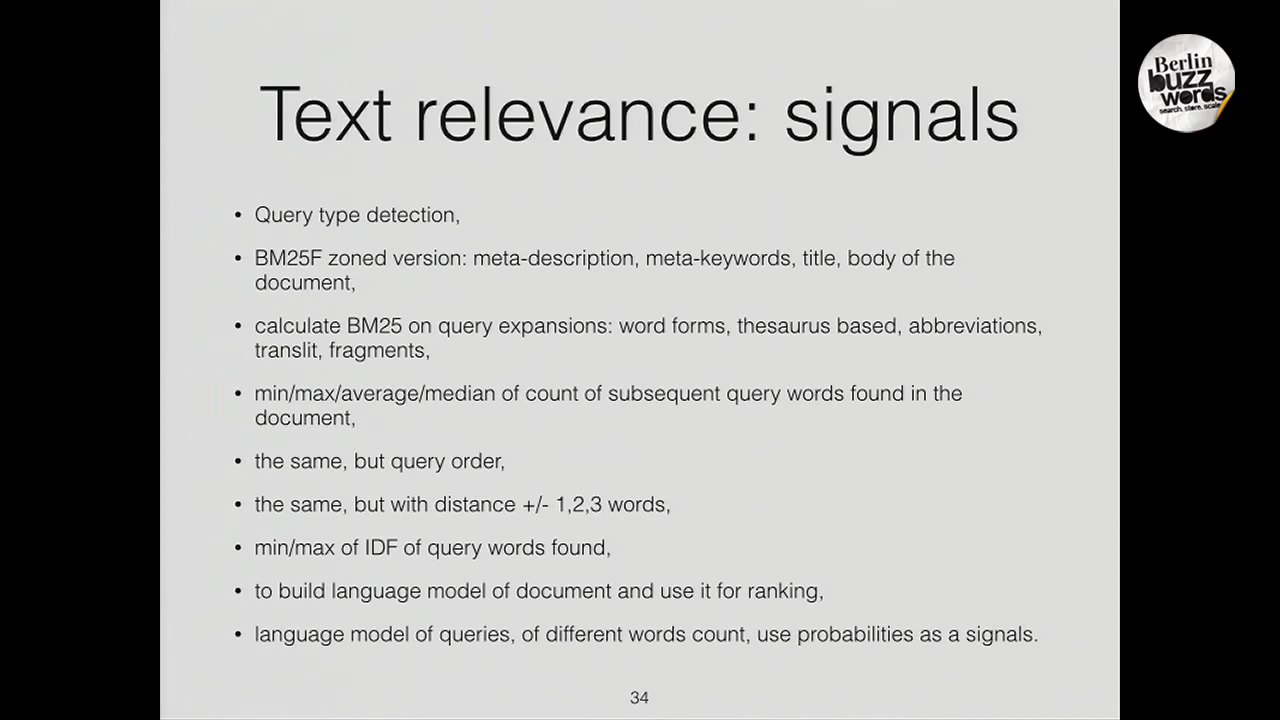 Text relevance: signals
Berlin
buzz
words
search. store. scale.
• Query type detection,
• BM25F zoned version: meta-description, meta-keywords, title, body of the
document,
• calculate BM25 on query expansions: word forms, thesaurus based, abbreviations,
translit, fragments,
• min/max/average/median of count of subsequent query words found in the
document,
• the same, but query order,
• the same, but with distance +/- 1,2,3 words,
• min/max of IDF of query words found,
• to build language model of document and use it for ranking,
• language model of queries, of different words count, use probabilities as a signals.
34